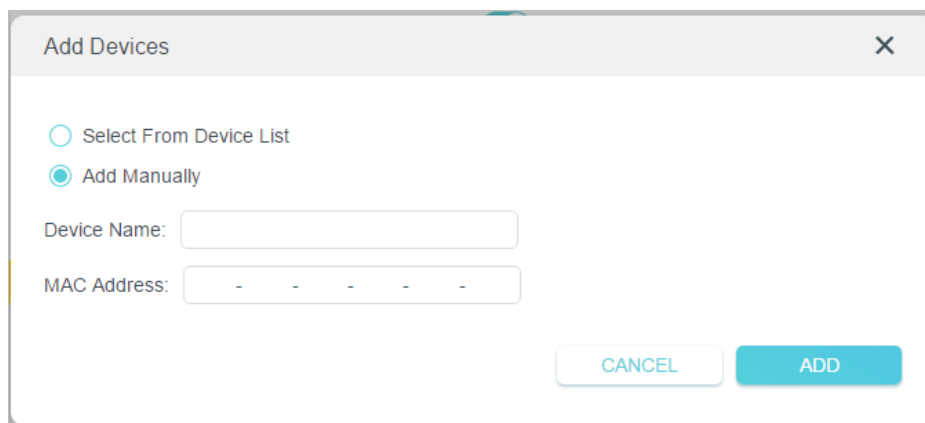 Add Devices
Select From Device List
Add Manually
Device Name:
MAC Address: - - - - -
CANCEL ADD